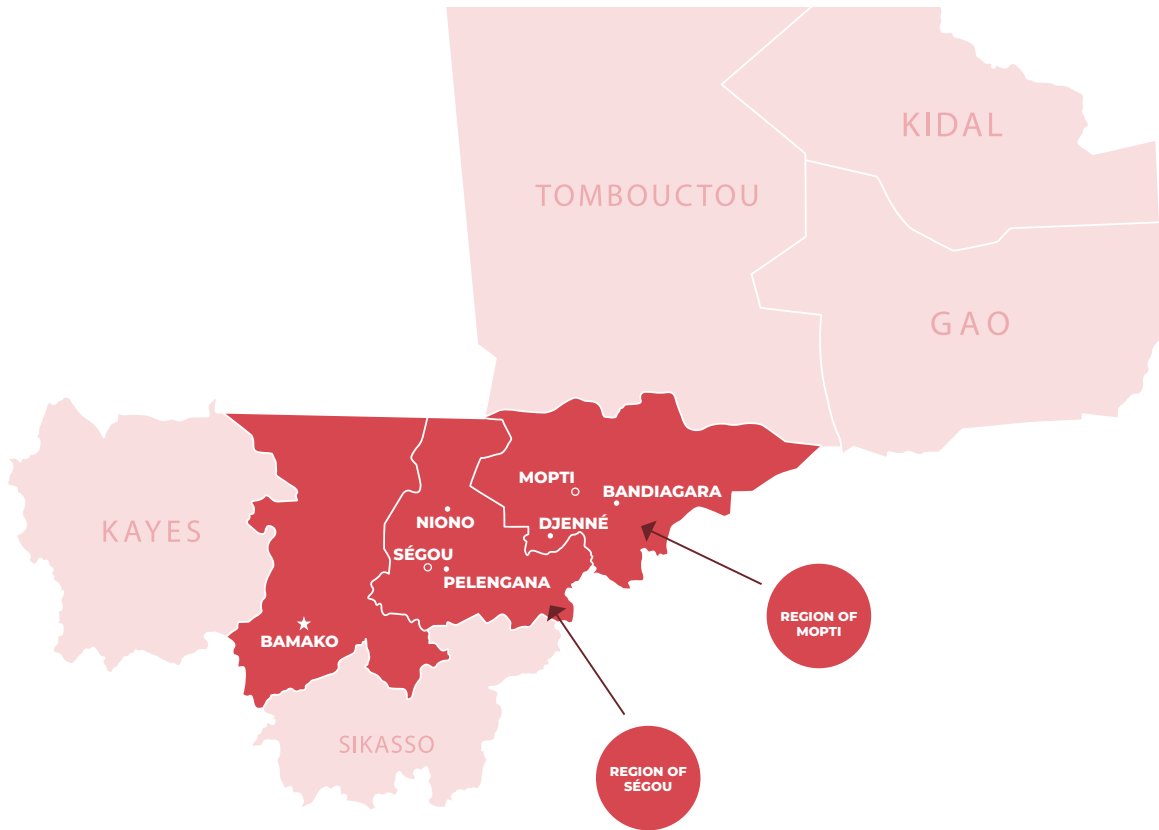 KIDAL
TOMBOUCTOU
GAO
MOPTI
BANDIAGARA
NIONO
DJENNÉ
KAYES
SÉGOU
PELENGANA
BAMAKO
REGION OF
MOPTI
SIKASSO
REGION OF
SÉGOU